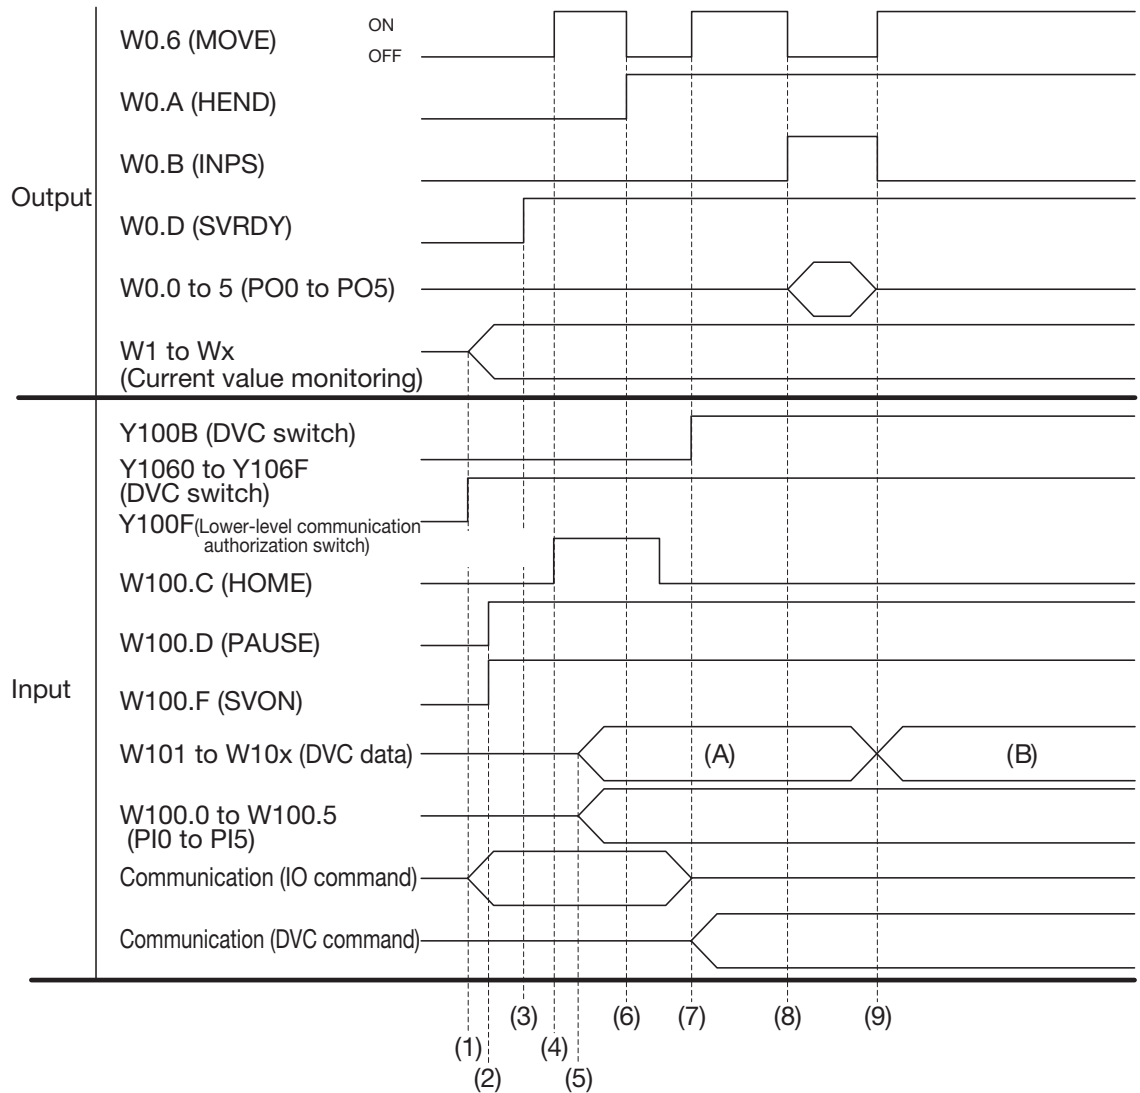 ON
W0.6 (MOVE)
OFF
W0.A (HEND)
W0.B (INPS)
Output
W0.D (SVRDY)
W0.0 to 5 (PO0 to PO5)
W1 to Wx
(Current value monitoring)
Y100B (DVC switch)
Y1060 to Y106F
(DVC switch)
Y100F(Lower-level communication
authorization switch)
W100.C (HOME)
W100.D (PAUSE)
Input
W100.F (SVON)
W101 to W10x (DVC data)
(A)
(B)
W100.0 to W100.5
(PI0 to PI5)
Communication (IO command)
Communication (DVC command)
(3)
(6)
(7)
(8)
(9)
(1)
(4)
(2)
(5)